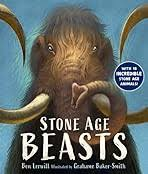 WITH 18
INCREDIBLE
STONE AGE
ANIMALS!
STONE AGE
BEASTS
Ben Lerwill Illustrated by Grahame Baker-Smith